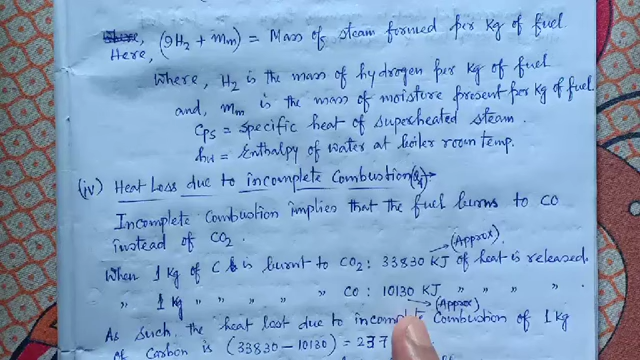 Here, (9H2 + mm) = Mass of steam formed per kg of fuel
Where, H2 is the mass of hydrogen per kg of fuel
and, mm is the mass of moisture present per kg of fuel.
Cps = Specific heat of superheated steam.
= Enthalpy of water at boiler room temp.
(iv) Heat Loss due to incomplete Combustion
Incomplete Combustion implies that the fuel burns to CO
instead of CO2.
(Approx).
When 1 kg of C is burnt to CO2 : 33830 KJ of heat is released.
" 1 kg " " " " CO : 10130 KJ " " " " .
(Approx)
As such, the heat lost due to incomplete Combustion of 1 kg
of Carbon is (33830 - 10130) =